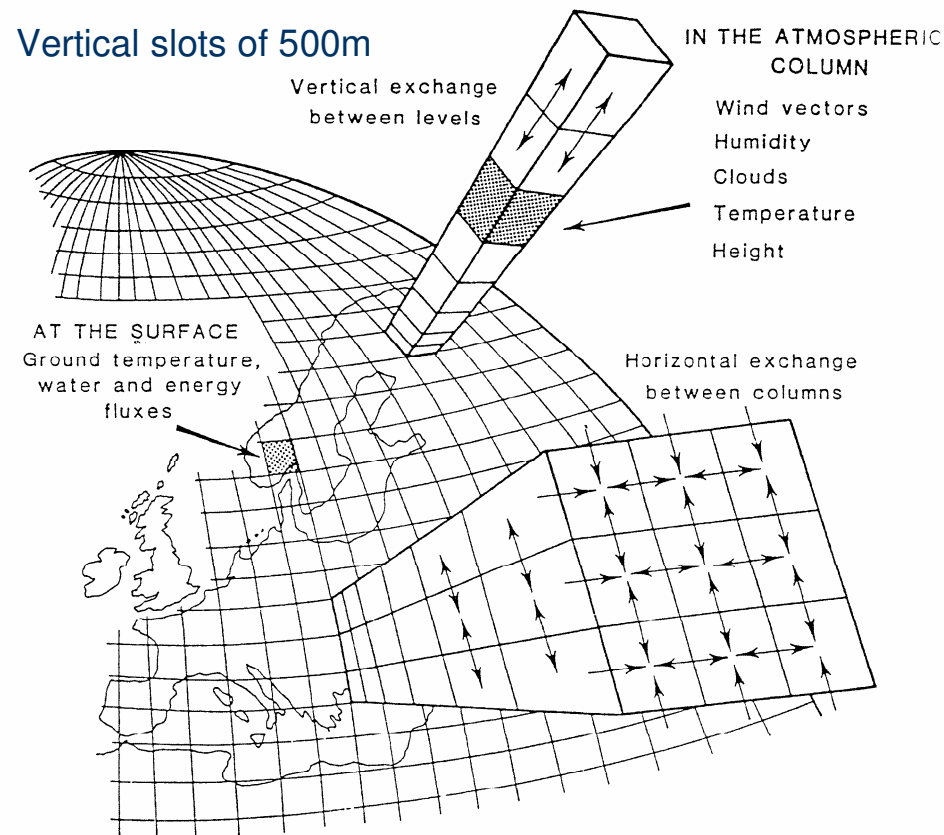 Vertical slots of 500m
Vertical exchange
between levels
IN THE ATMOSPHERIC
COLUMN
Wind vectors
Humidity
Clouds
Temperature
Height
AT THE SURFACE
Ground temperature,
water and energy
fluxes
Horizontal exchange
between columns